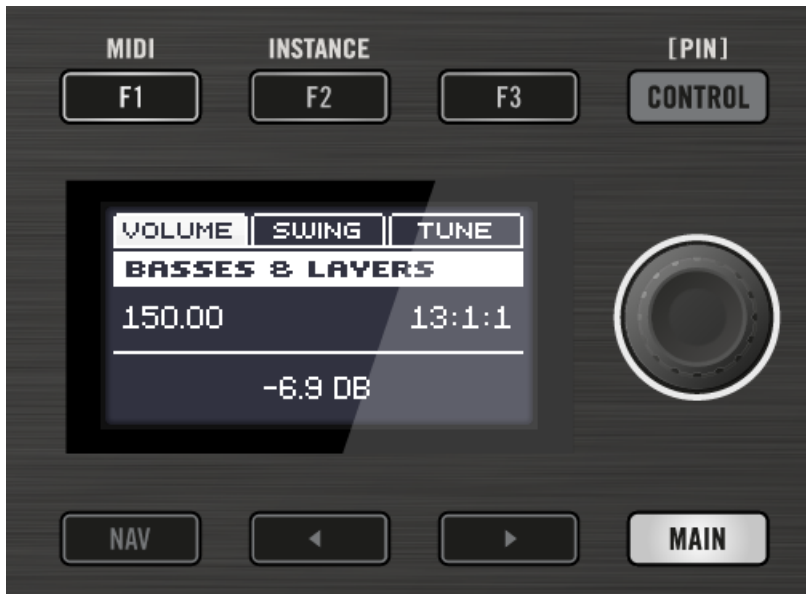 MIDI INSTANCE [PIN]
F1 F2 F3 CONTROL
VOLUME SWING TUNE
BASSES & LAYERS
150.00 13:1:1
-6.9 DB
NAV MAIN